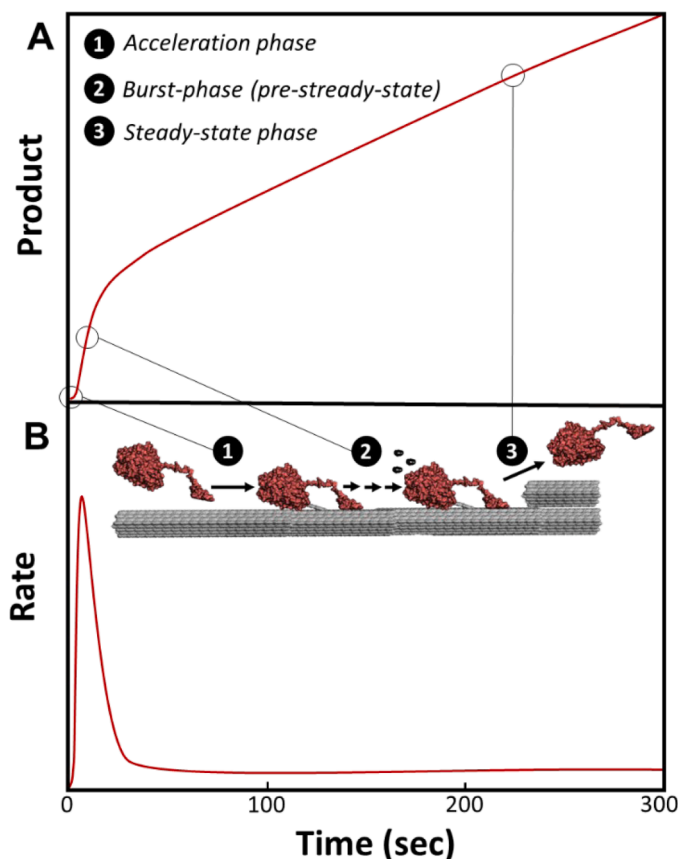 A
1 Acceleration phase
2 Burst-phase (pre-stready-state)
3 Steady-state phase
Product
B
1 2 3
Rate
0 100 200 300
Time (sec)